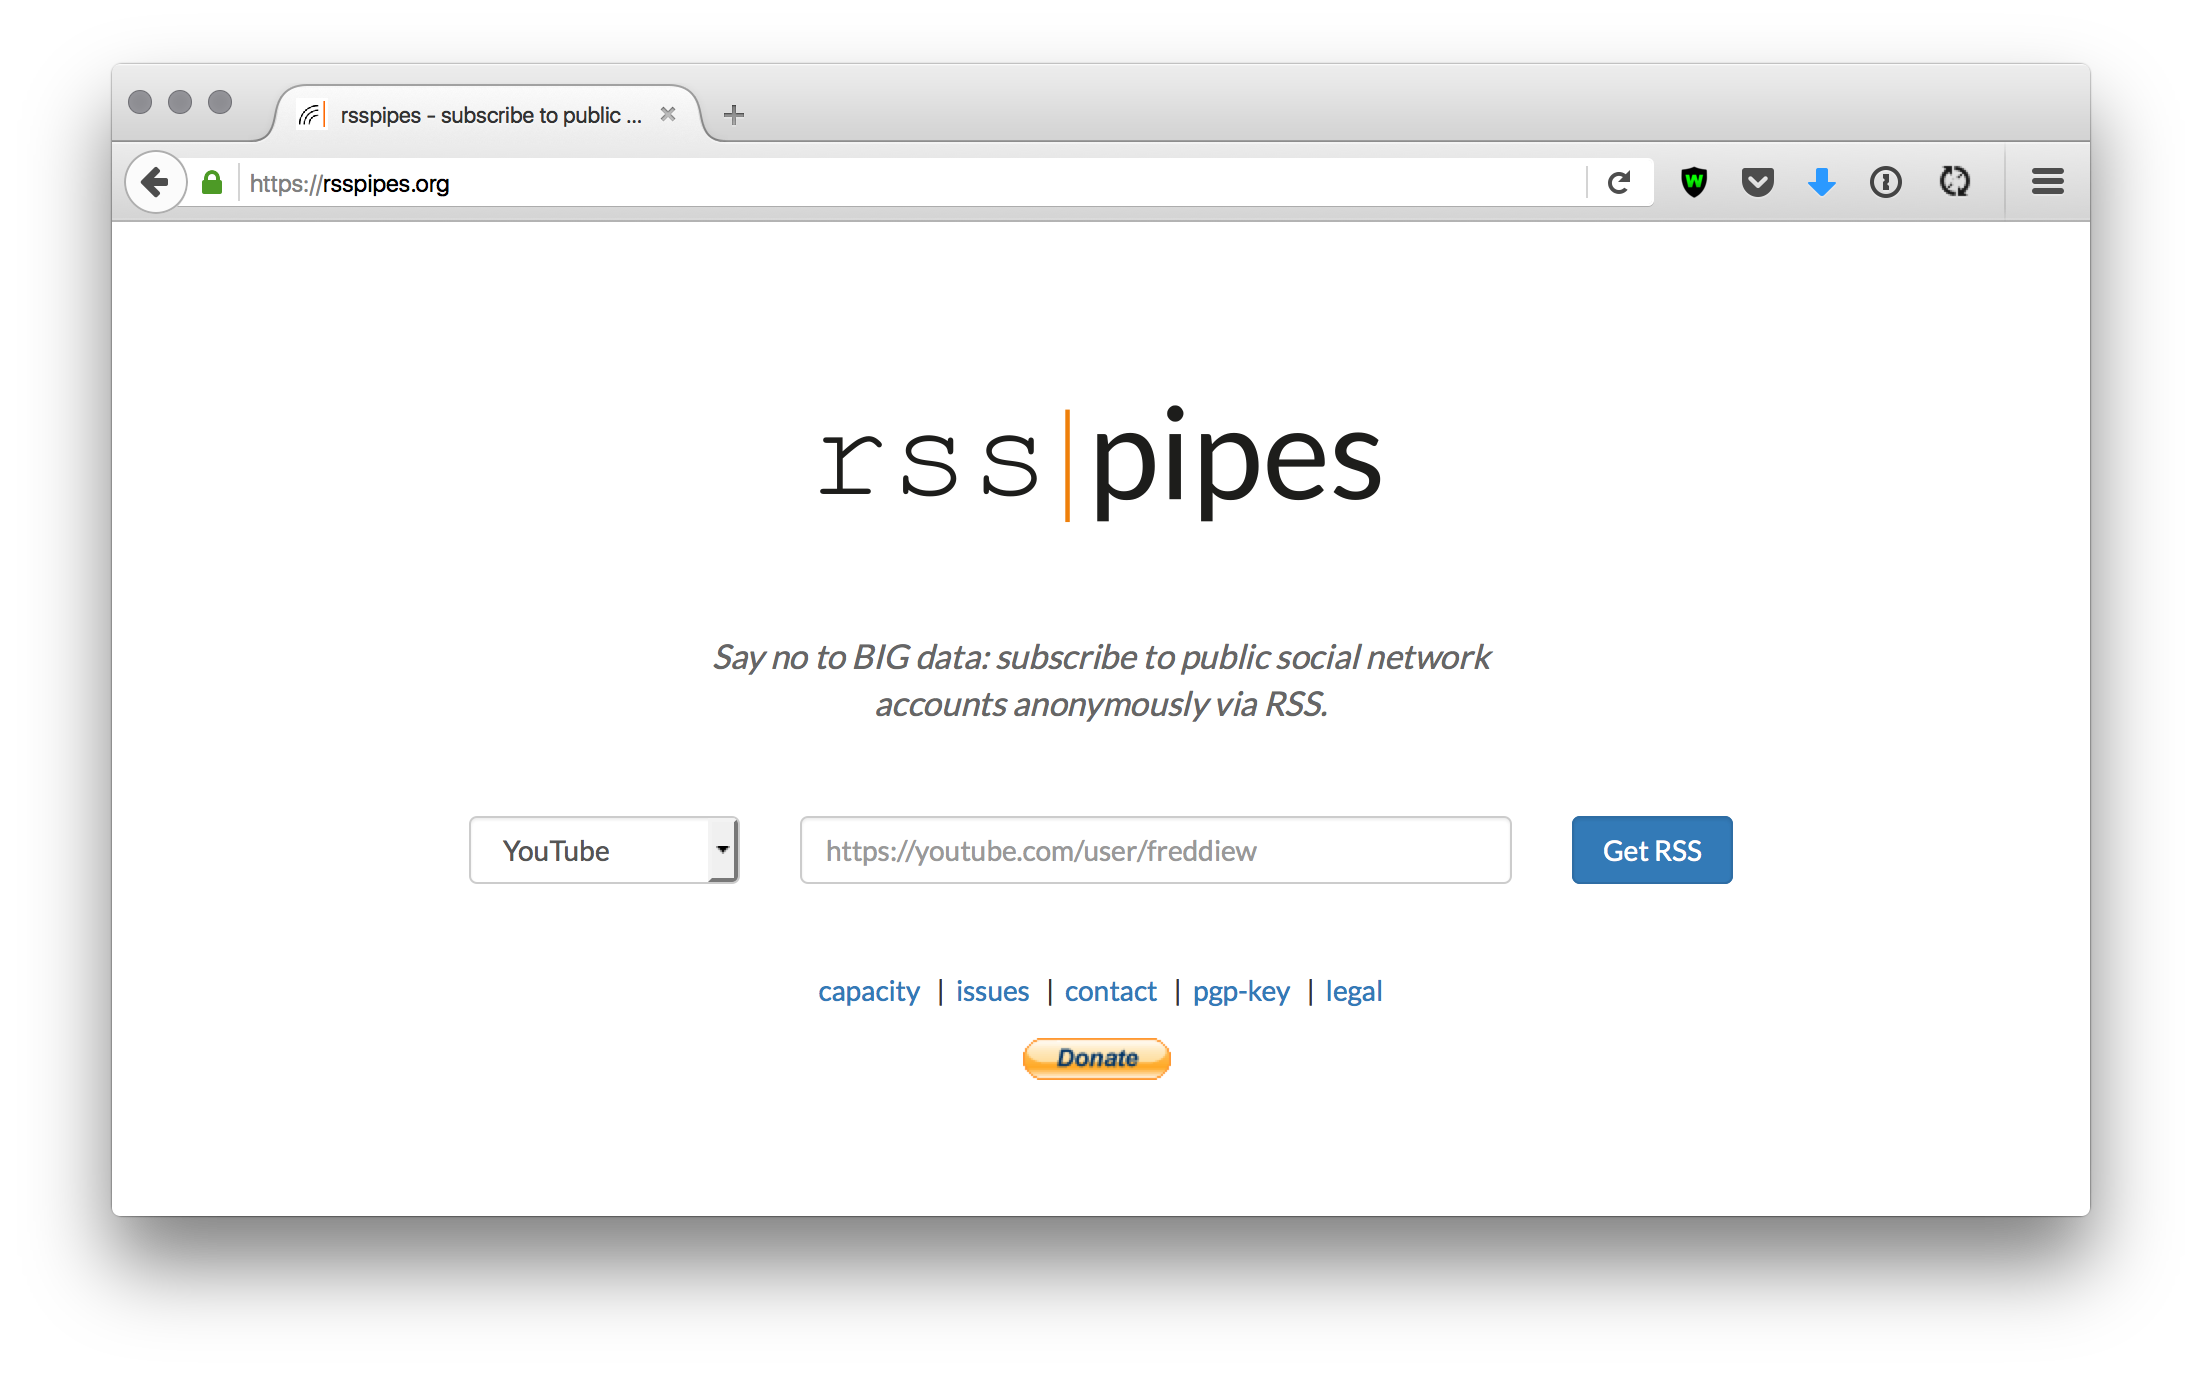 rsspipes - subscribe to public ...
https://rsspipes.org
rss|pipes
Say no to BIG data: subscribe to public social network
accounts anonymously via RSS.
YouTube
https://youtube.com/user/freddiew
Get RSS
capacity | issues | contact | pgp-key | legal
Donate